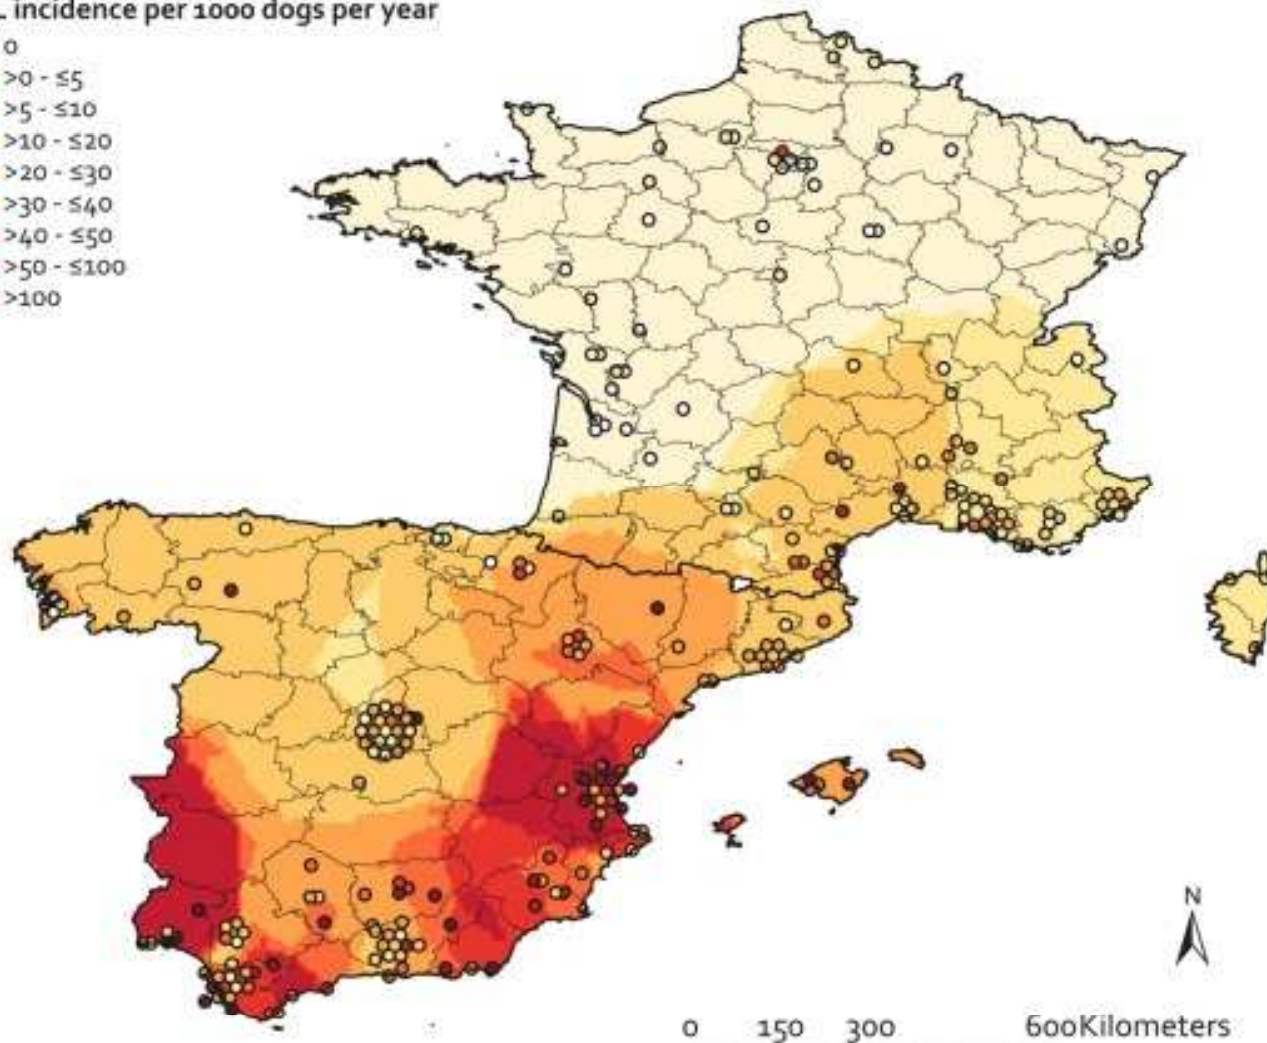 incidence per 1000 dogs per year
0
>0 - ≤5
>5 - ≤10
>10 - ≤20
>20 - ≤30
>30 - ≤40
>40 - ≤50
>50 - ≤100
>100
N
0 150 300 600Kilometers